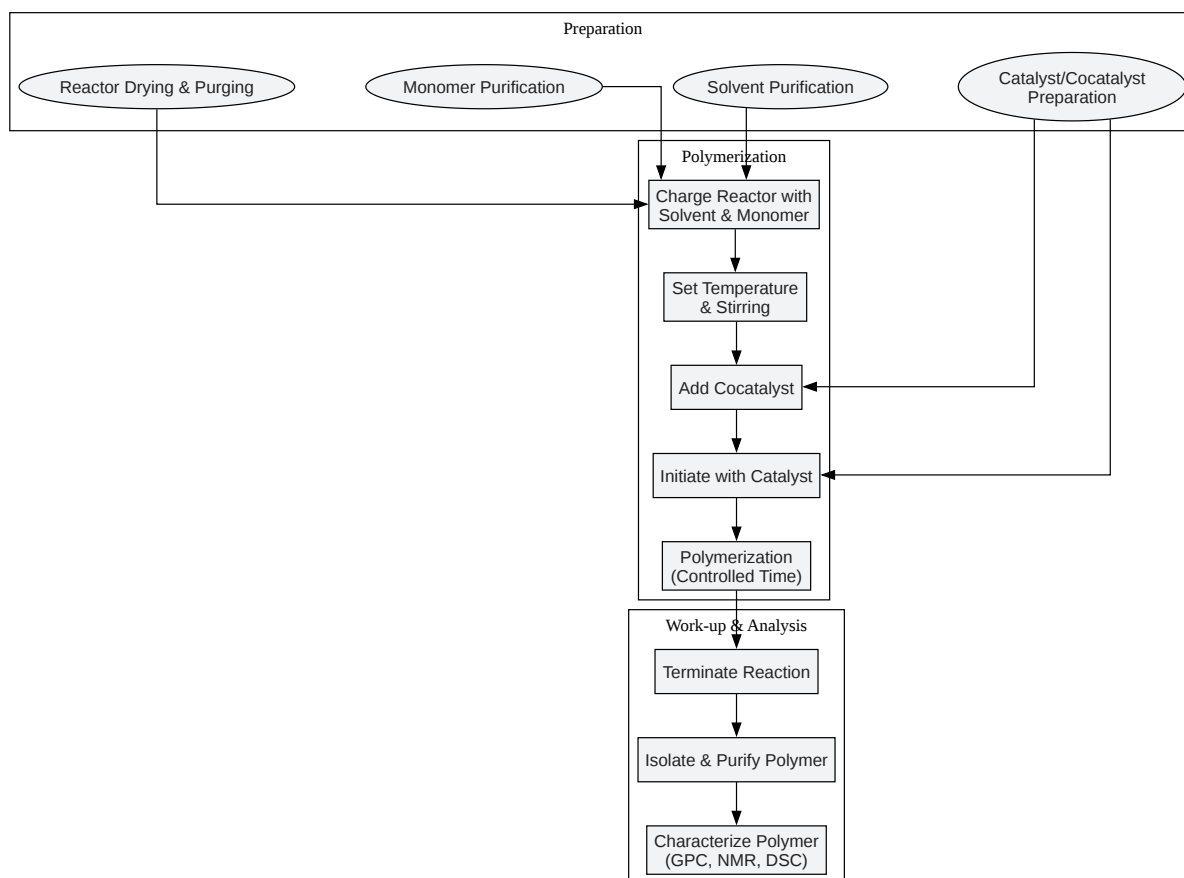 Preparation
Reactor Drying & Purging
Monomer Purification
Solvent Purification
Catalyst/Cocatalyst
Preparation
Polymerization
Charge Reactor with
Solvent & Monomer
Set Temperature
& Stirring
Add Cocatalyst
Initiate with Catalyst
Polymerization
(Controlled Time)
Work-up & Analysis
Terminate Reaction
Isolate & Purify Polymer
Characterize Polymer
(GPC, NMR, DSC)